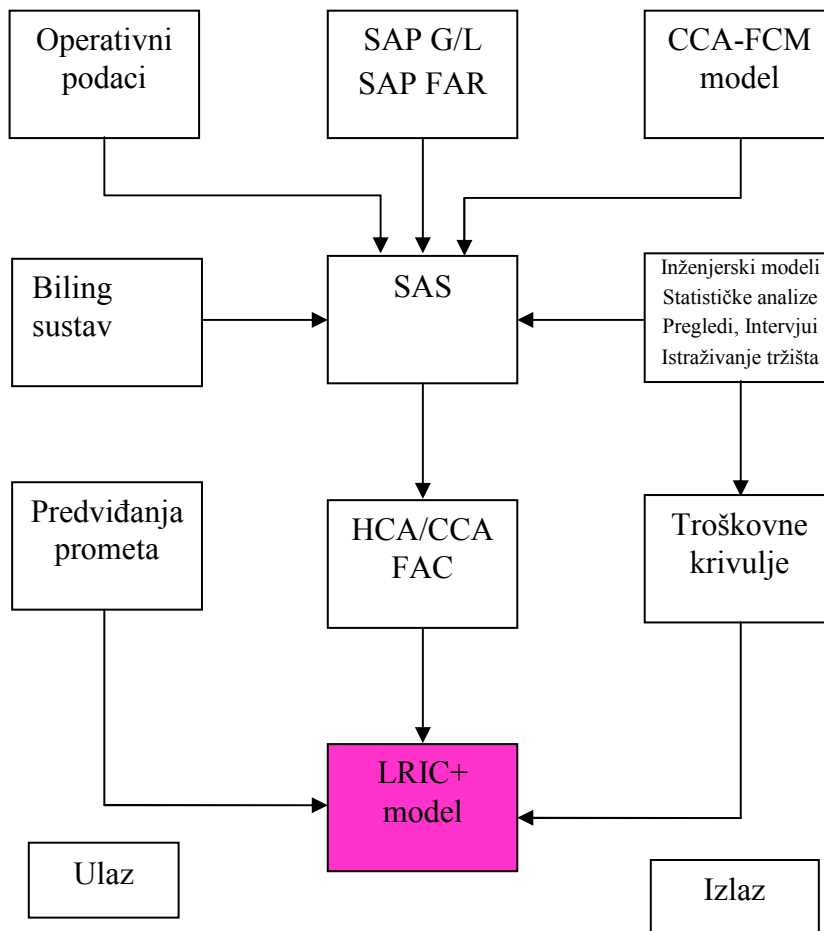 Operativni
podaci
SAP G/L
SAP FAR
CCA-FCM
model
Biling
sustav
SAS
Inženjerski modeli
Statističke analize
Pregledi, Intervjui
Istraživanje tržišta
Predviđanja
prometa
HCA/CCA
FAC
Troškovne
krivulje
LRIC+
model
Ulaz
Izlaz